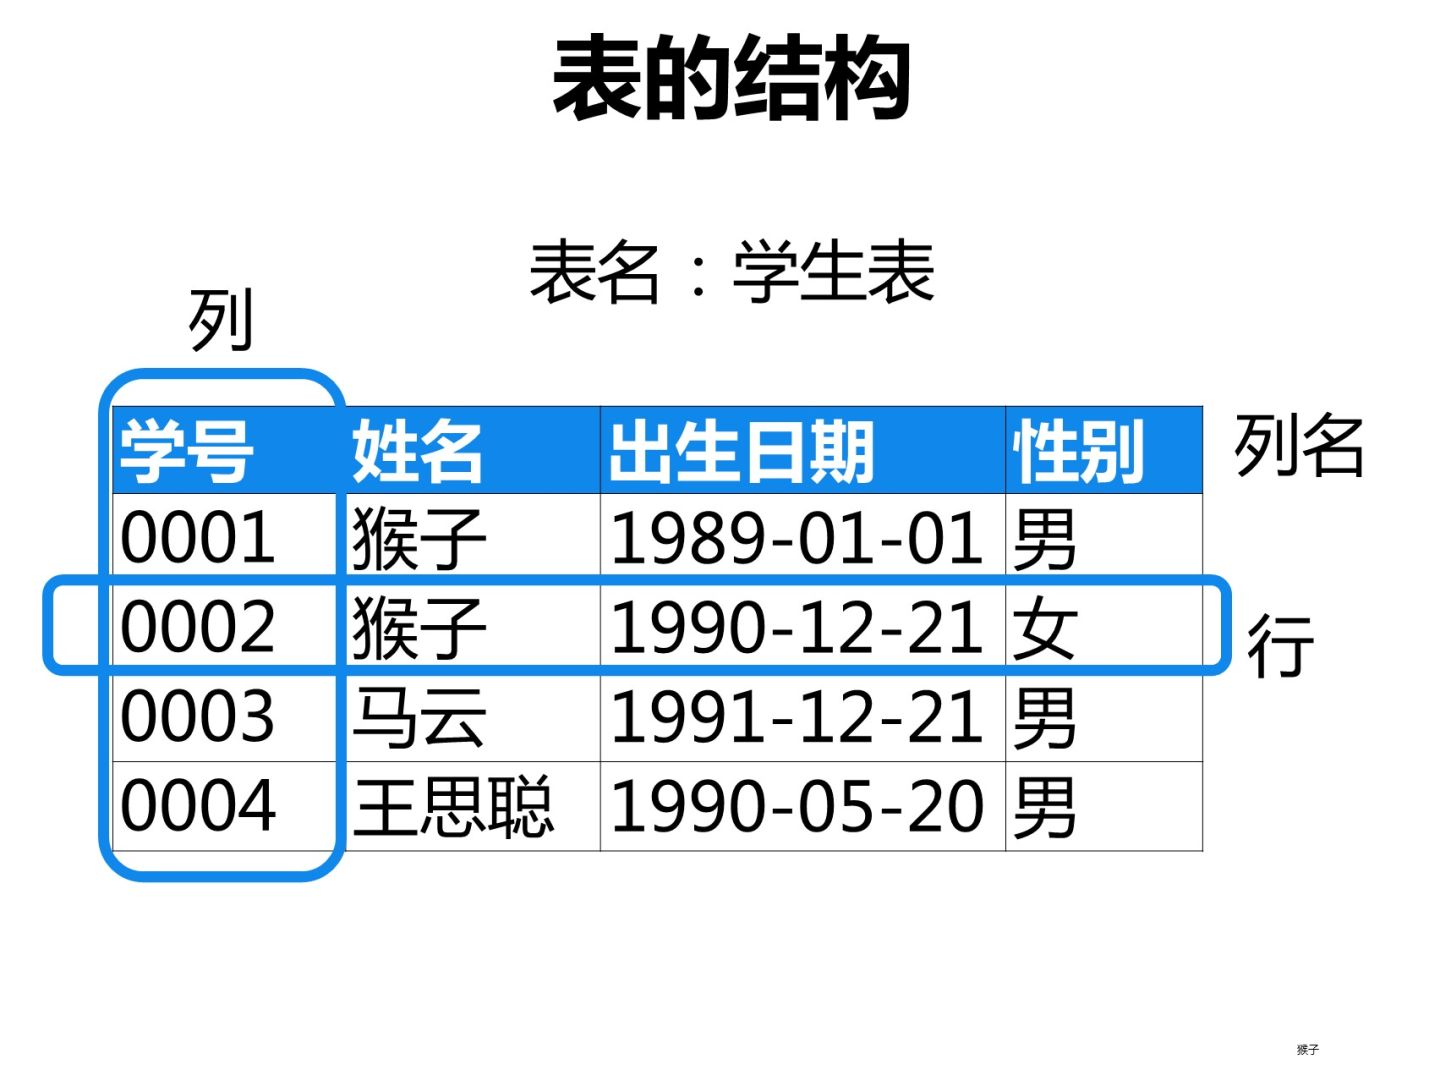 表的结构
表名：学生表
列
学号 姓名 出生日期 性别 列名
0001 猴子 1989-01-01 男
0002 猴子 1990-12-21 女 行
0003 马云 1991-12-21 男
0004 王思聪 1990-05-20 男
猴子